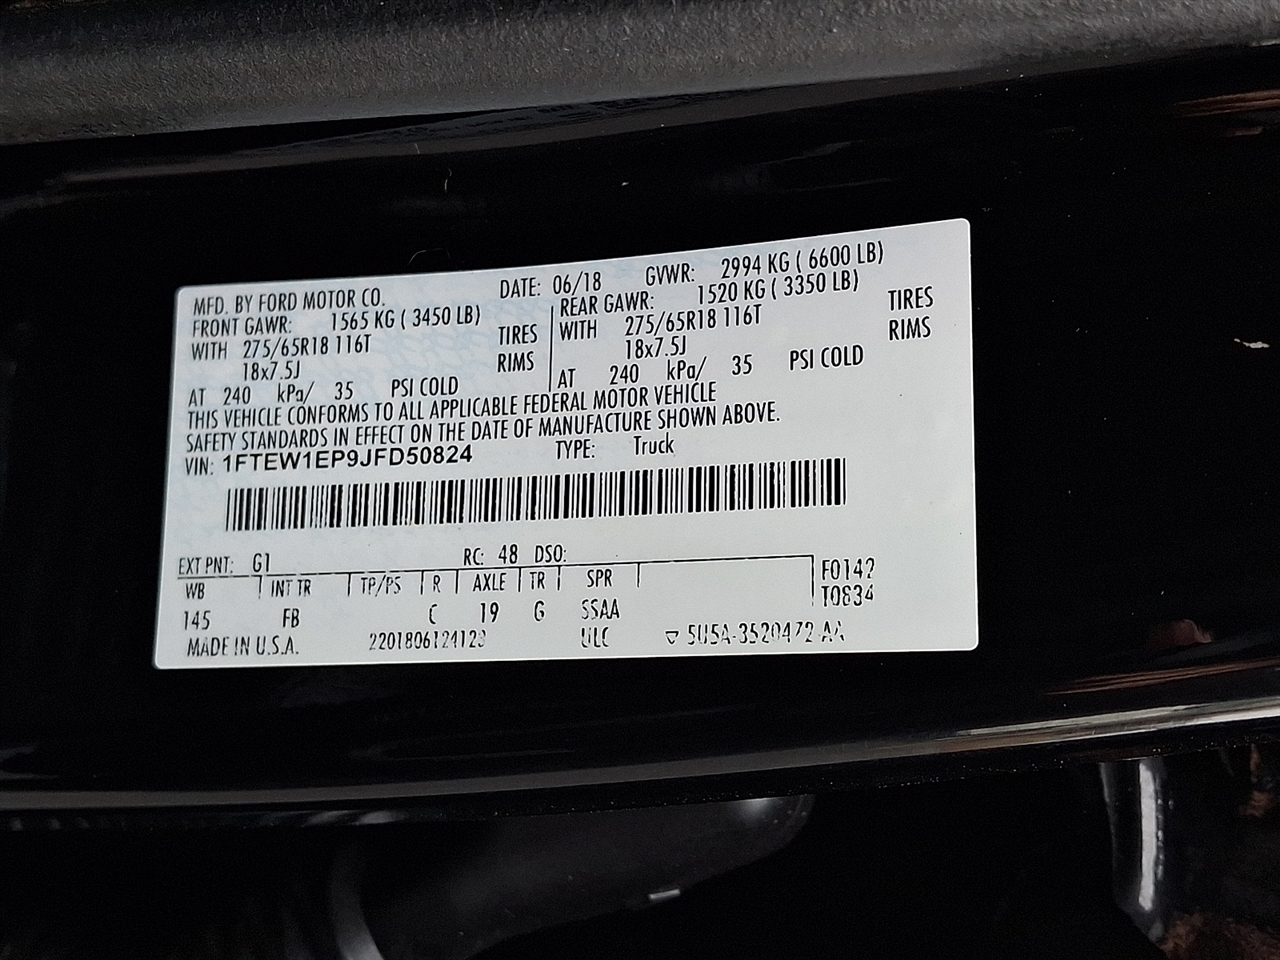 MFD. BY FORD MOTOR CO. DATE: 06/18 GVWR: 2994 KG ( 6600 LB)
FRONT GAWR: 1565 KG ( 3450 LB) REAR GAWR: 1520 KG ( 3350 LB)
WITH 275/65R18 116T TIRES WITH 275/65R18 116T TIRES
18x7.5J RIMS 18x7.5J RIMS
AT 240 kPa/ 35 PSI COLD AT 240 kPa/ 35 PSI COLD
THIS VEHICLE CONFORMS TO ALL APPLICABLE FEDERAL MOTOR VEHICLE
SAFETY STANDARDS IN EFFECT ON THE DATE OF MANUFACTURE SHOWN ABOVE.
VIN: 1FTEW1EP9JFD50824 TYPE: Truck
EXT PNT: G1 RC: 48 DSO:
WB INT TR TP/PS R AXLE TR SPR F0142
145 FB C 19 G SSAA T0834
MADE IN U.S.A. ULC 5U5A-3520472-AA